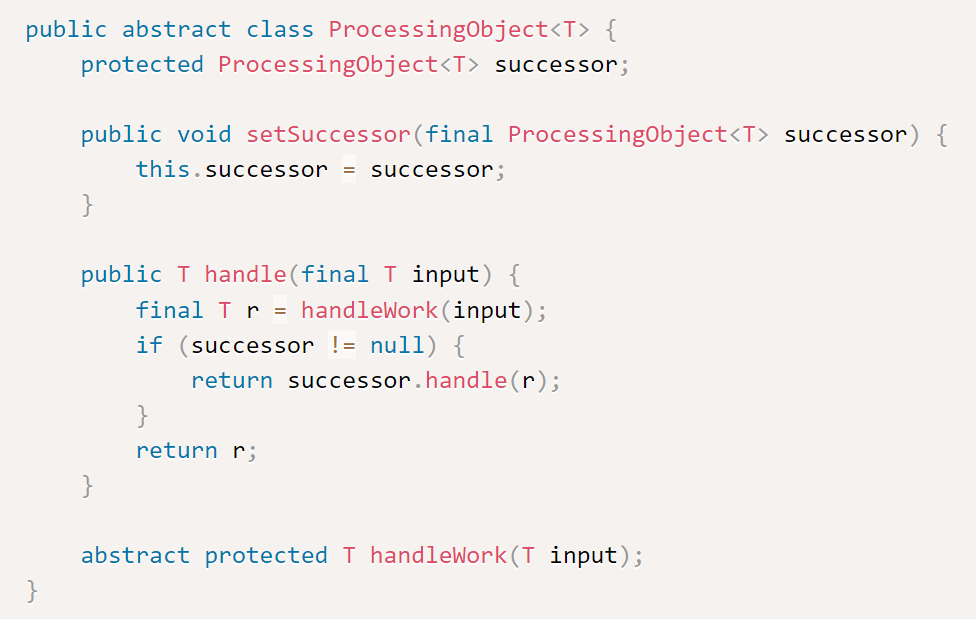 public abstract class ProcessingObject<T> {
    protected ProcessingObject<T> successor;

    public void setSuccessor(final ProcessingObject<T> successor) {
        this.successor = successor;
    }

    public T handle(final T input) {
        final T r = handleWork(input);
        if (successor != null) {
            return successor.handle(r);
        }
        return r;
    }

    abstract protected T handleWork(T input);
}